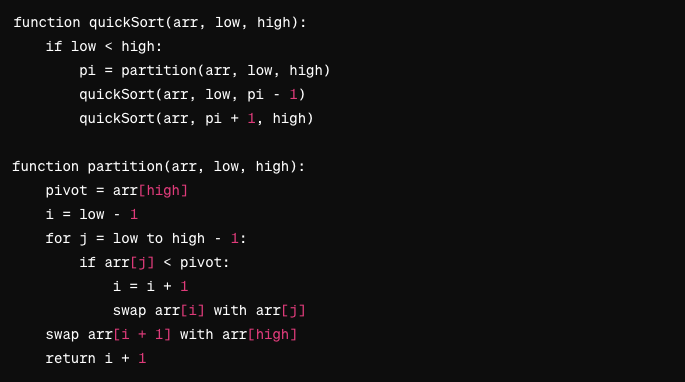 function quickSort(arr, low, high):
    if low < high:
        pi = partition(arr, low, high)
        quickSort(arr, low, pi - 1)
        quickSort(arr, pi + 1, high)

function partition(arr, low, high):
    pivot = arr[high]
    i = low - 1
    for j = low to high - 1:
        if arr[j] < pivot:
            i = i + 1
            swap arr[i] with arr[j]
    swap arr[i + 1] with arr[high]
    return i + 1